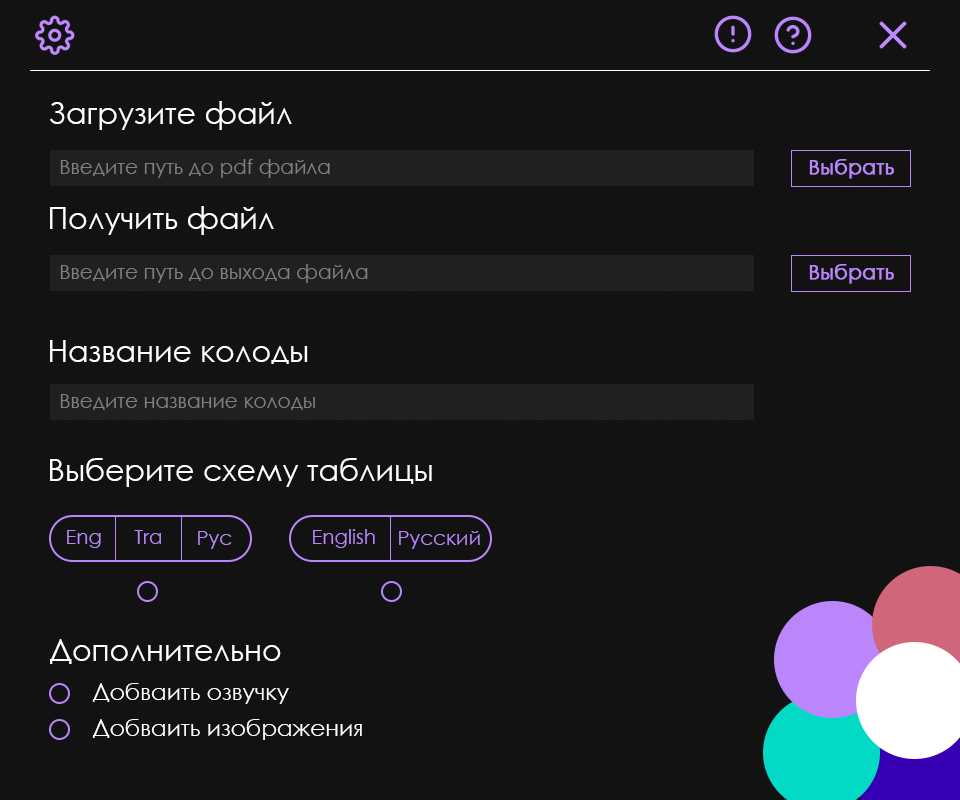 Загрузите файл
Введите путь до pdf файла
Выбрать
Получить файл
Введите путь до выхода файла
Выбрать
Название колоды
Введите название колоды
Выберите схему таблицы
Eng Tra Рус
English Русский
Дополнительно
Добваить озвучку
Добваить изображения